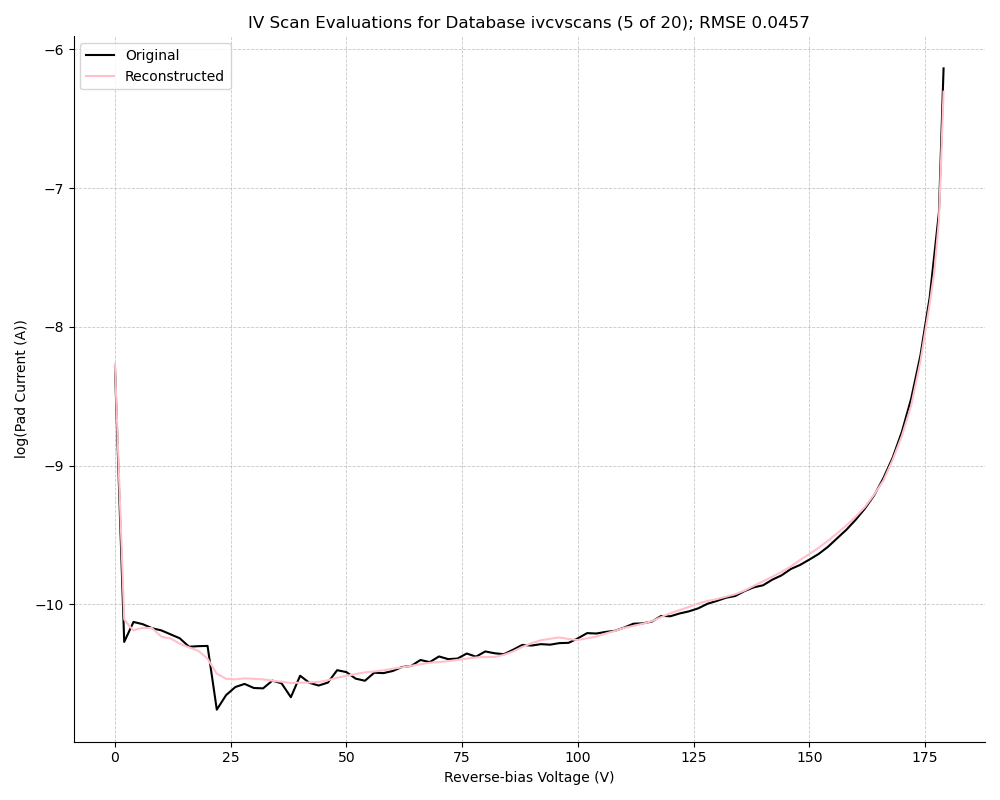 IV Scan Evaluations for Database ivcvscans (5 of 20); RMSE 0.0457
Original
Reconstructed
log(Pad Current (A))
−6
−7
−8
−9
−10
0
25
50
75
100
125
150
175
Reverse-bias Voltage (V)